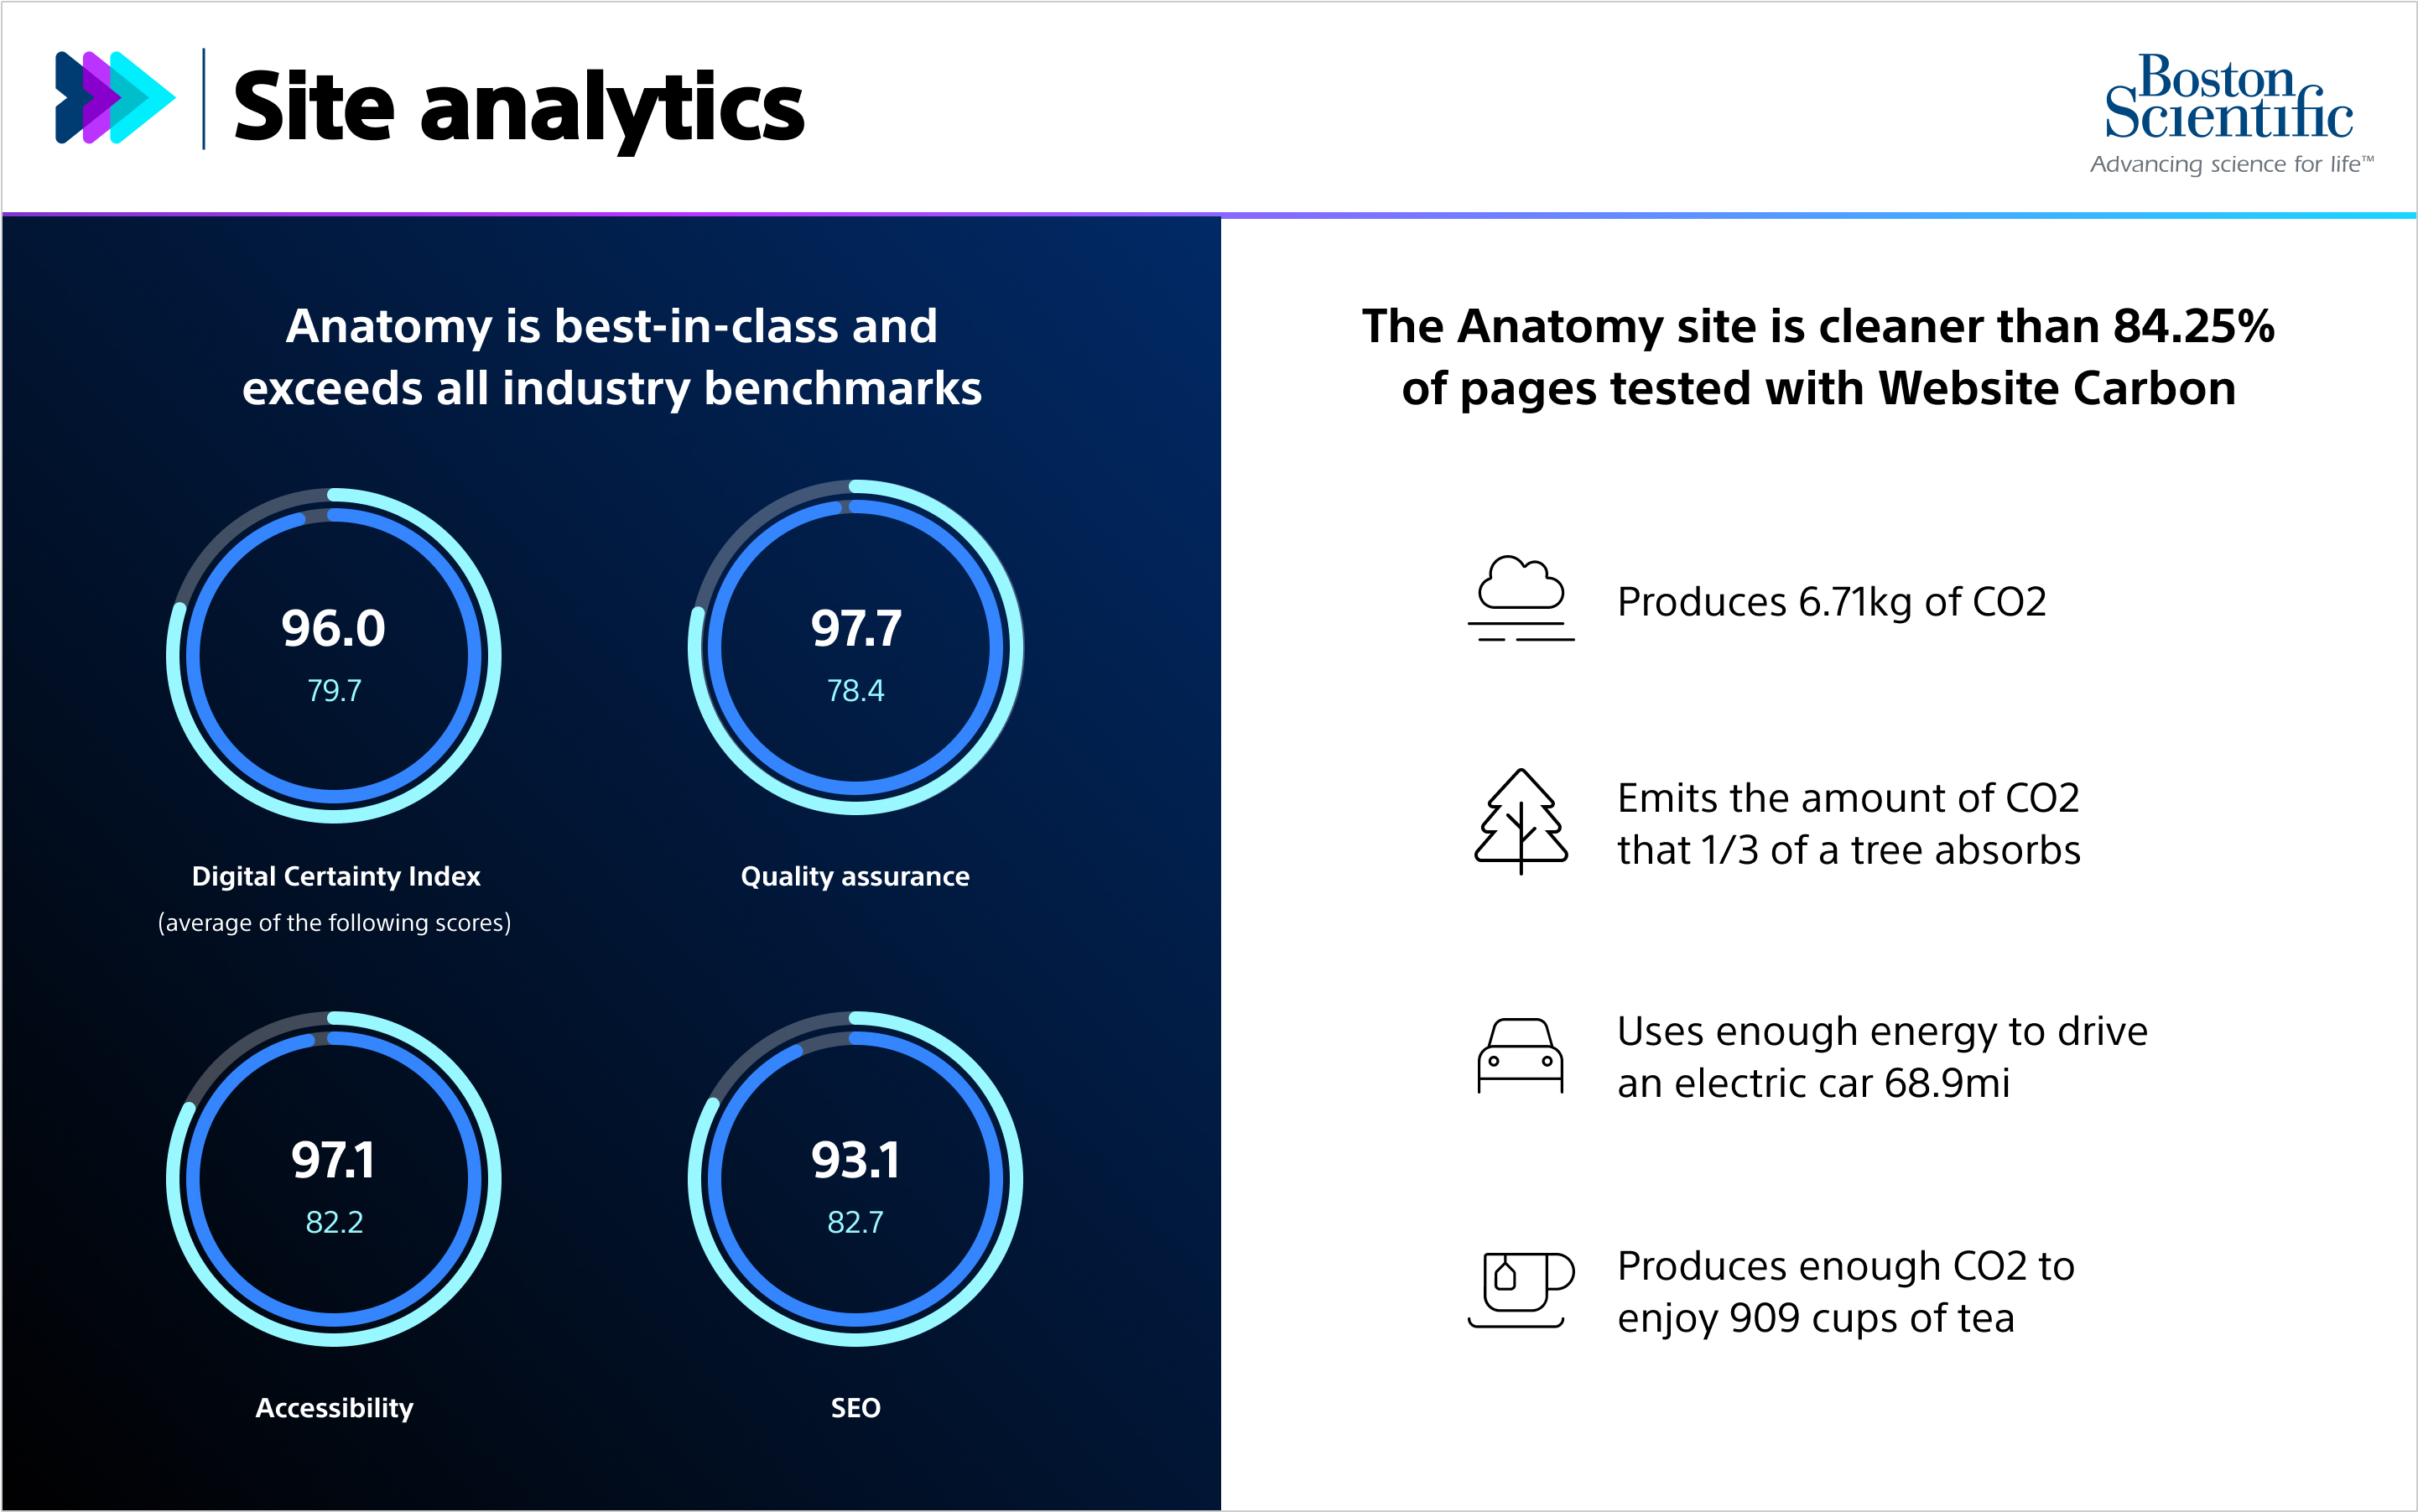 Site analytics
Boston
Scientific
Advancing science for life™
Anatomy is best-in-class and
exceeds all industry benchmarks
96.0
79.7
Digital Certainty Index
(average of the following scores)
97.7
78.4
Quality assurance
97.1
82.2
Accessibility
93.1
82.7
SEO
The Anatomy site is cleaner than 84.25%
of pages tested with Website Carbon
Produces 6.71kg of CO2
Emits the amount of CO2
that 1/3 of a tree absorbs
Uses enough energy to drive
an electric car 68.9mi
Produces enough CO2 to
enjoy 909 cups of tea